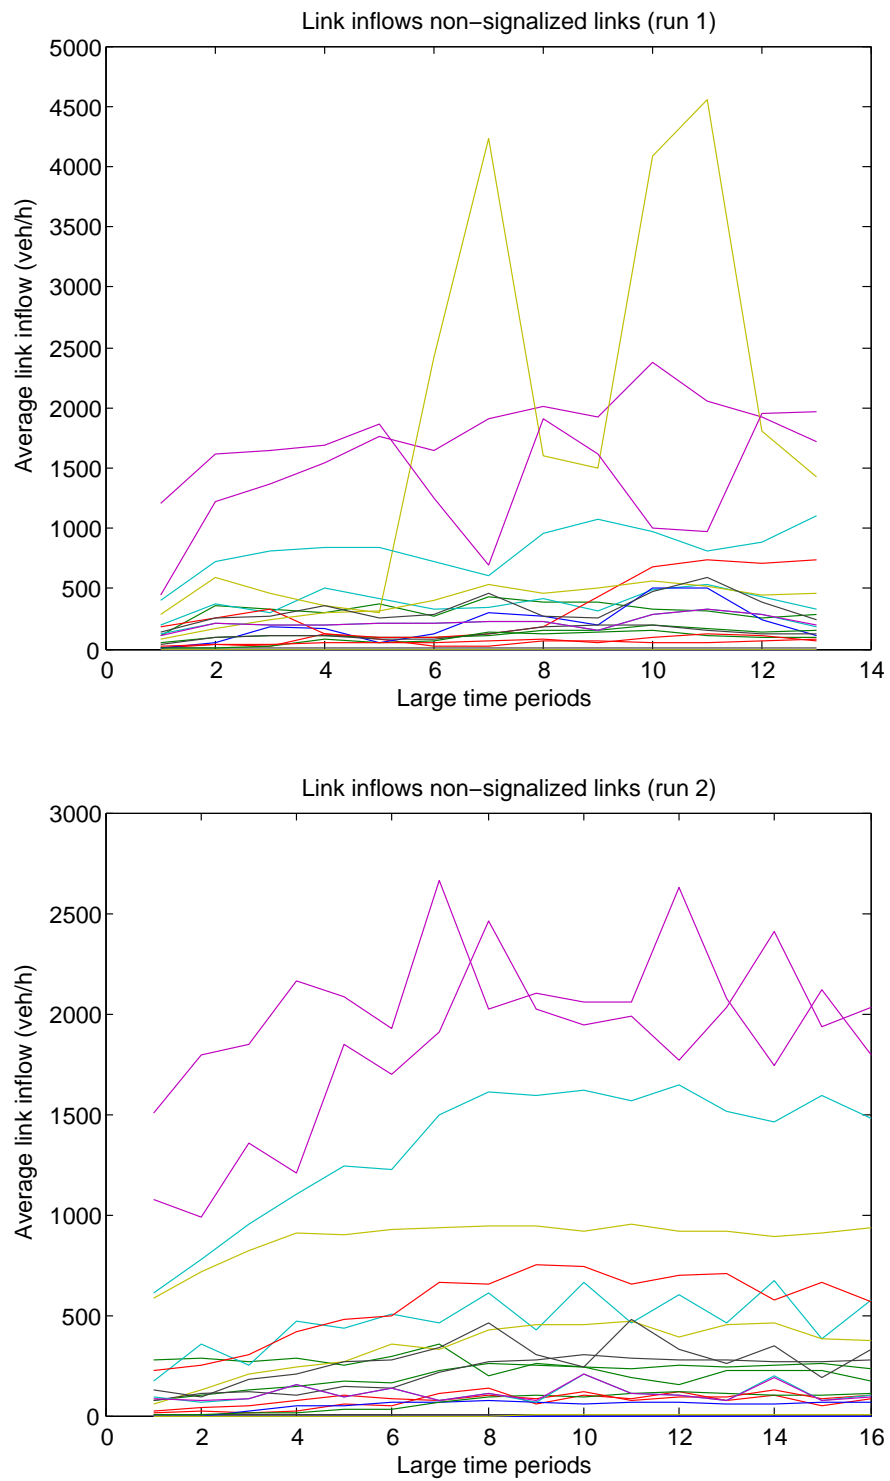 Link inflows non−signalized links (run 1)
5000
4500
4000
3500
3000
2500
2000
1500
1000
500
0
Average link inflow (veh/h)
0 2 4 6 8 10 12 14
Large time periods
Link inflows non−signalized links (run 2)
3000
2500
2000
1500
1000
500
0
Average link inflow (veh/h)
0 2 4 6 8 10 12 14 16
Large time periods